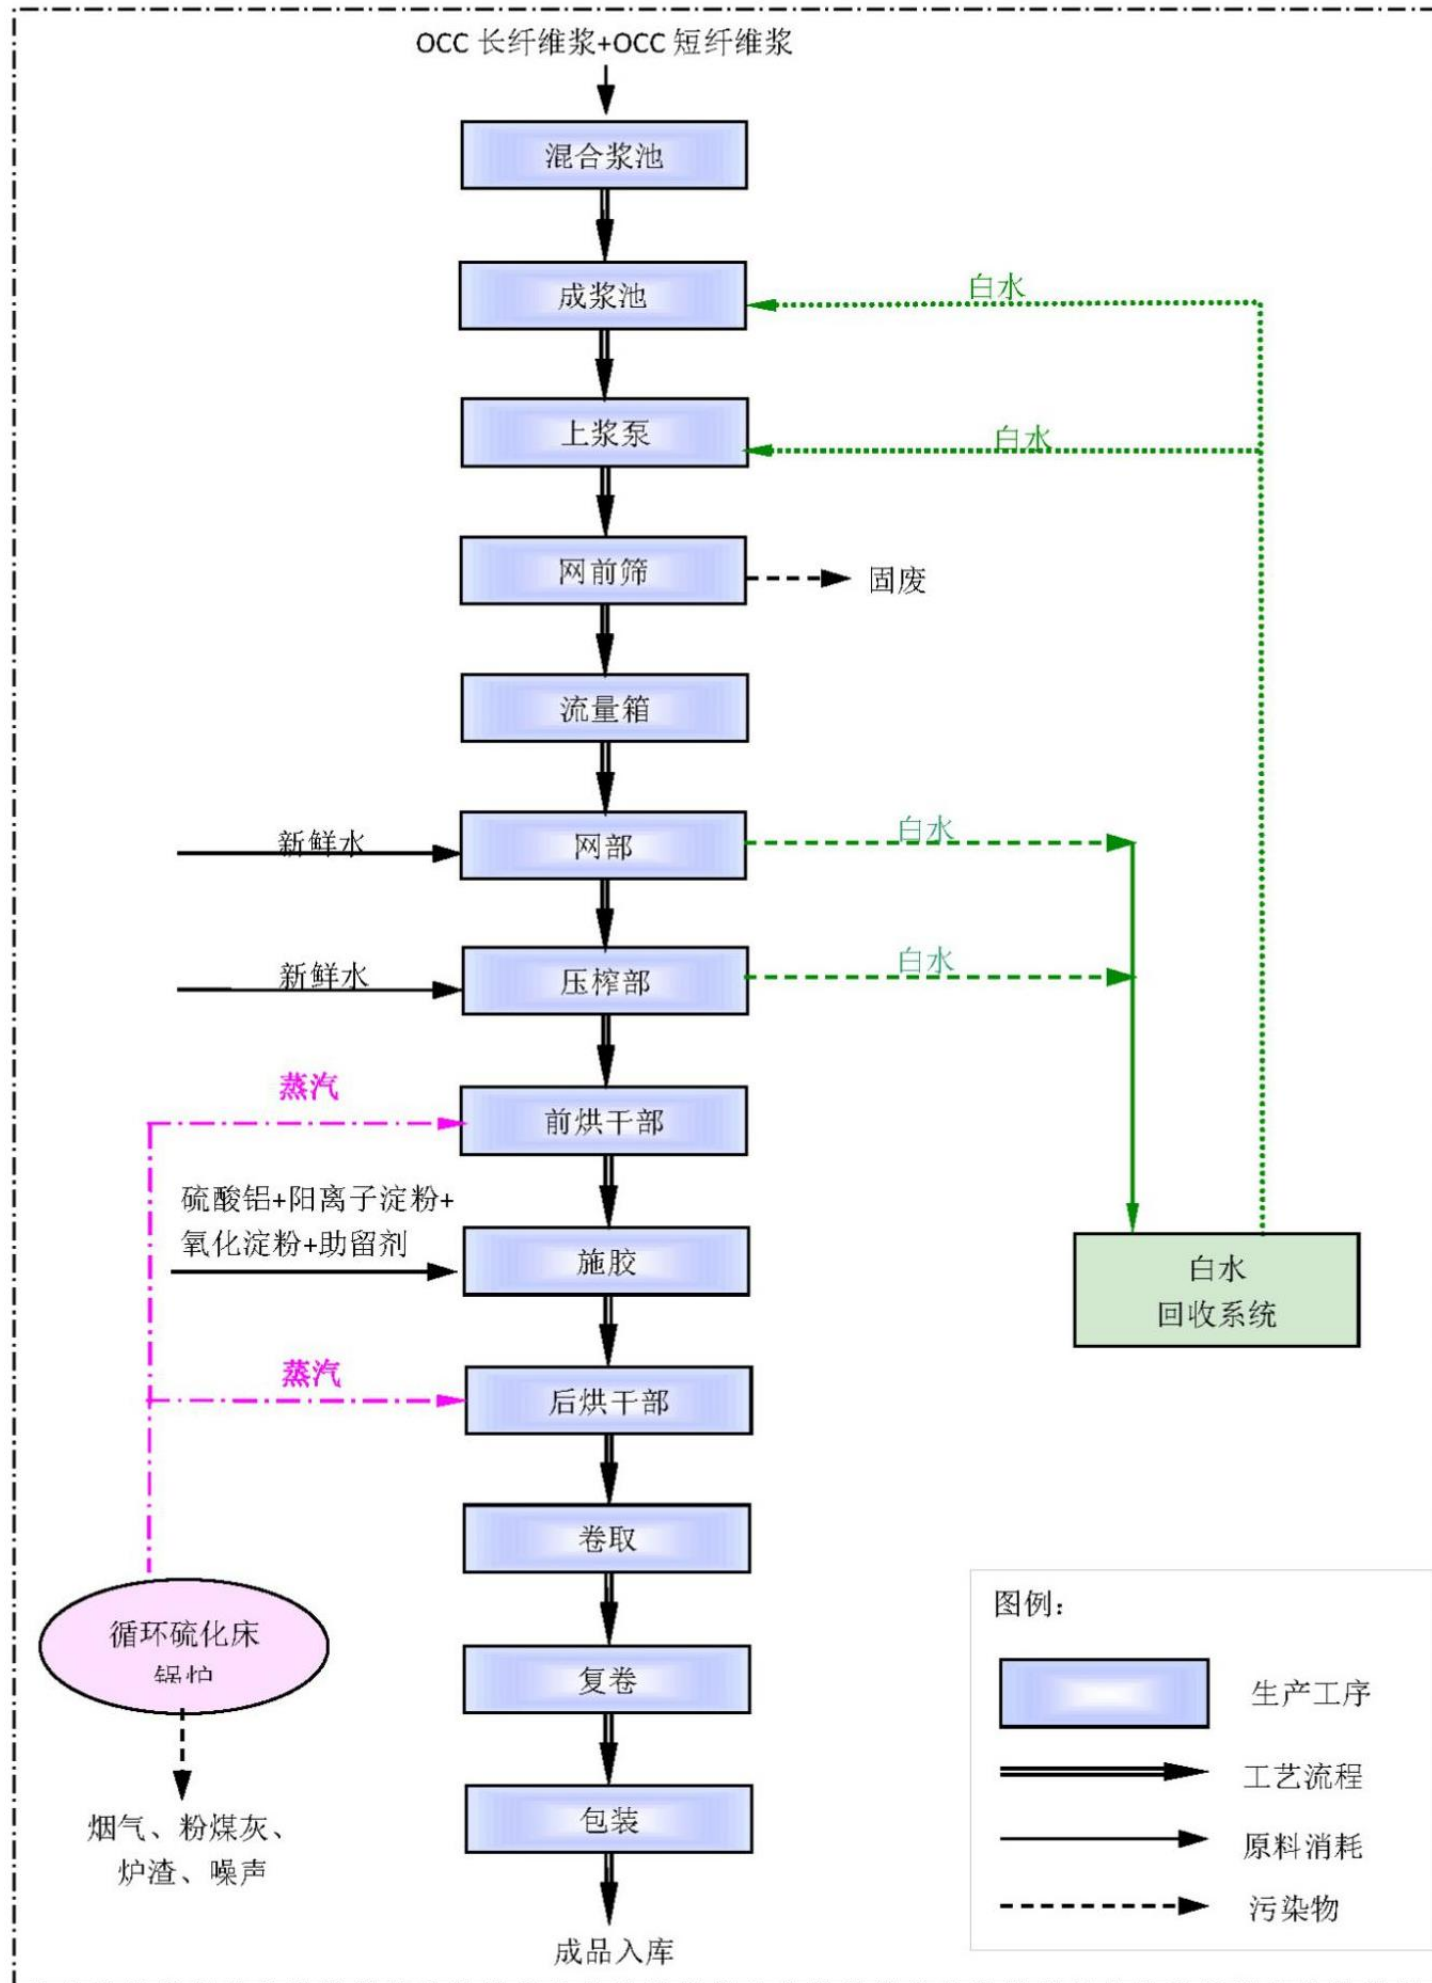 OCC 长纤维浆+OCC 短纤维浆
混合浆池
成浆池
白水
上浆泵
白水
网前筛
固废
流量箱
新鲜水
网部
白水
新鲜水
压榨部
白水
蒸汽
前烘干部
硫酸铝+阳离子淀粉+
氧化淀粉+助留剂
施胶
白水
回收系统
蒸汽
后烘干部
卷取
循环硫化床
锅炉
复卷
包装
烟气、粉煤灰、
炉渣、噪声
成品入库
图例：
生产工序
工艺流程
原料消耗
污染物